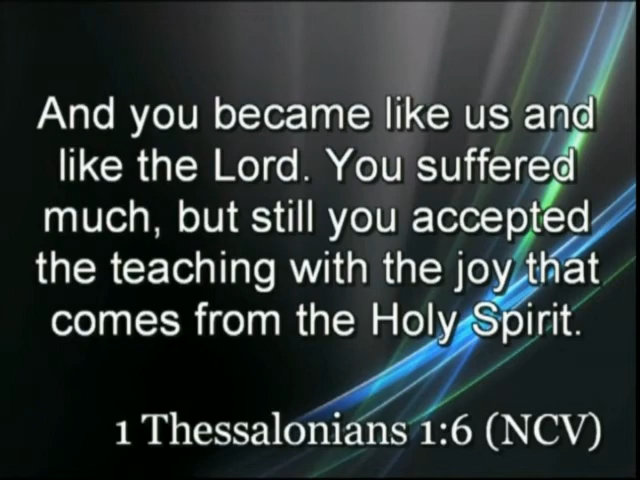 And you became like us and
like the Lord. You suffered
much, but still you accepted
the teaching with the joy that
comes from the Holy Spirit.
1 Thessalonians 1:6 (NCV)